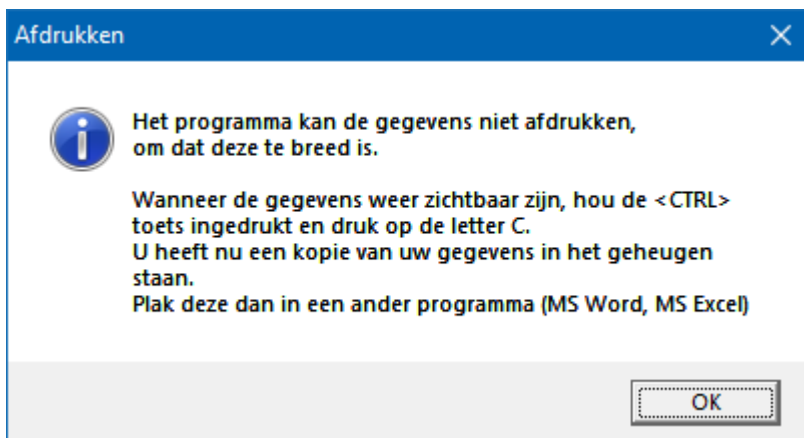 Afdrukken
Het programma kan de gegevens niet afdrukken,
om dat deze te breed is.
Wanneer de gegevens weer zichtbaar zijn, hou de <CTRL>
toets ingedrukt en druk op de letter C.
U heeft nu een kopie van uw gegevens in het geheugen
staan.
Plak deze dan in een ander programma (MS Word, MS Excel)
OK